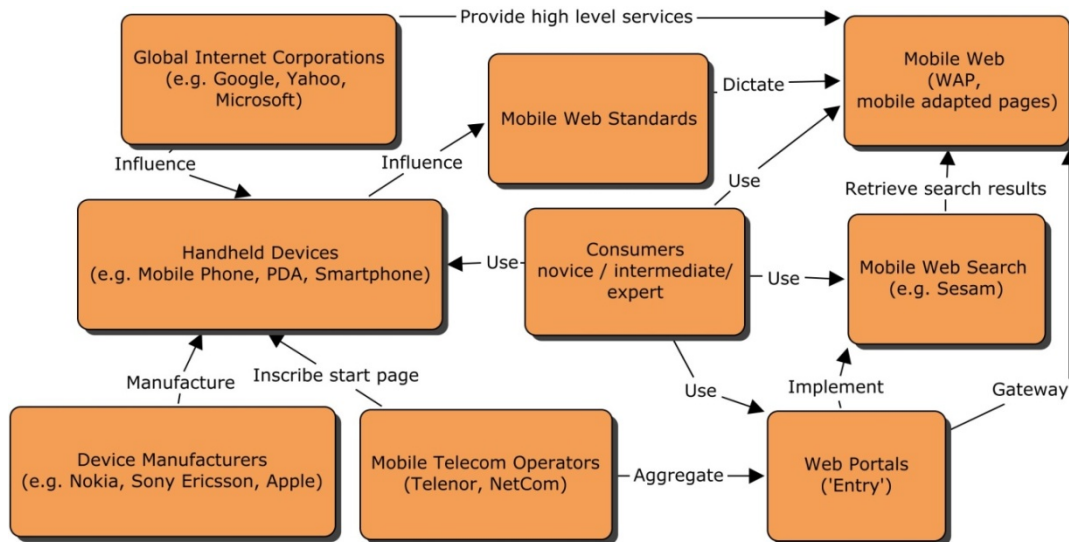 Provide high level services
Global Internet Corporations
(e.g. Google, Yahoo,
Microsoft)
Mobile Web
(WAP,
mobile adapted pages)
Dictate
Mobile Web Standards
Influence
Influence
Use
Retrieve search results
Handheld Devices
(e.g. Mobile Phone, PDA, Smartphone)
Use
Consumers
novice / intermediate/
expert
Use
Mobile Web Search
(e.g. Sesam)
Manufacture
Inscribe start page
Use
Implement
Gateway
Device Manufacturers
(e.g. Nokia, Sony Ericsson, Apple)
Mobile Telecom Operators
(Telenor, NetCom)
Aggregate
Web Portals
('Entry')